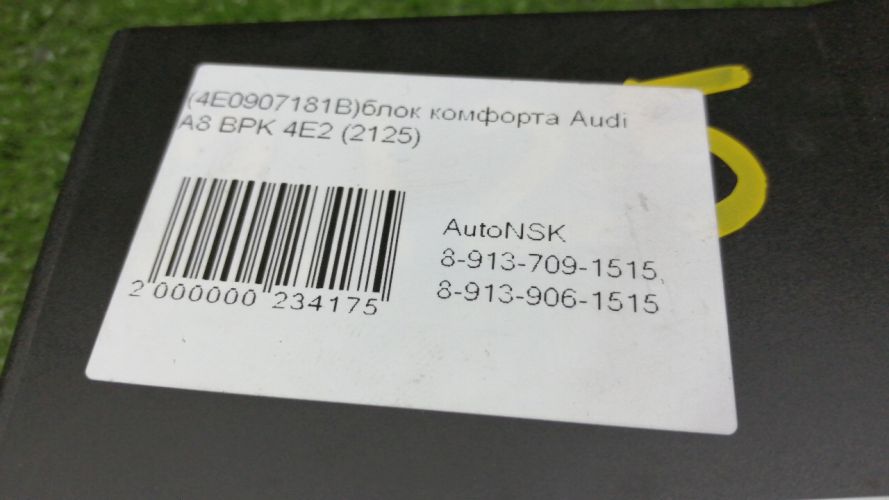 (4E0907181B)блок комфорта Audi
A8 BPK 4E2 (2125)
AutoNSK
8-913-709-1515,
8-913-906-1515
2 000000 234175